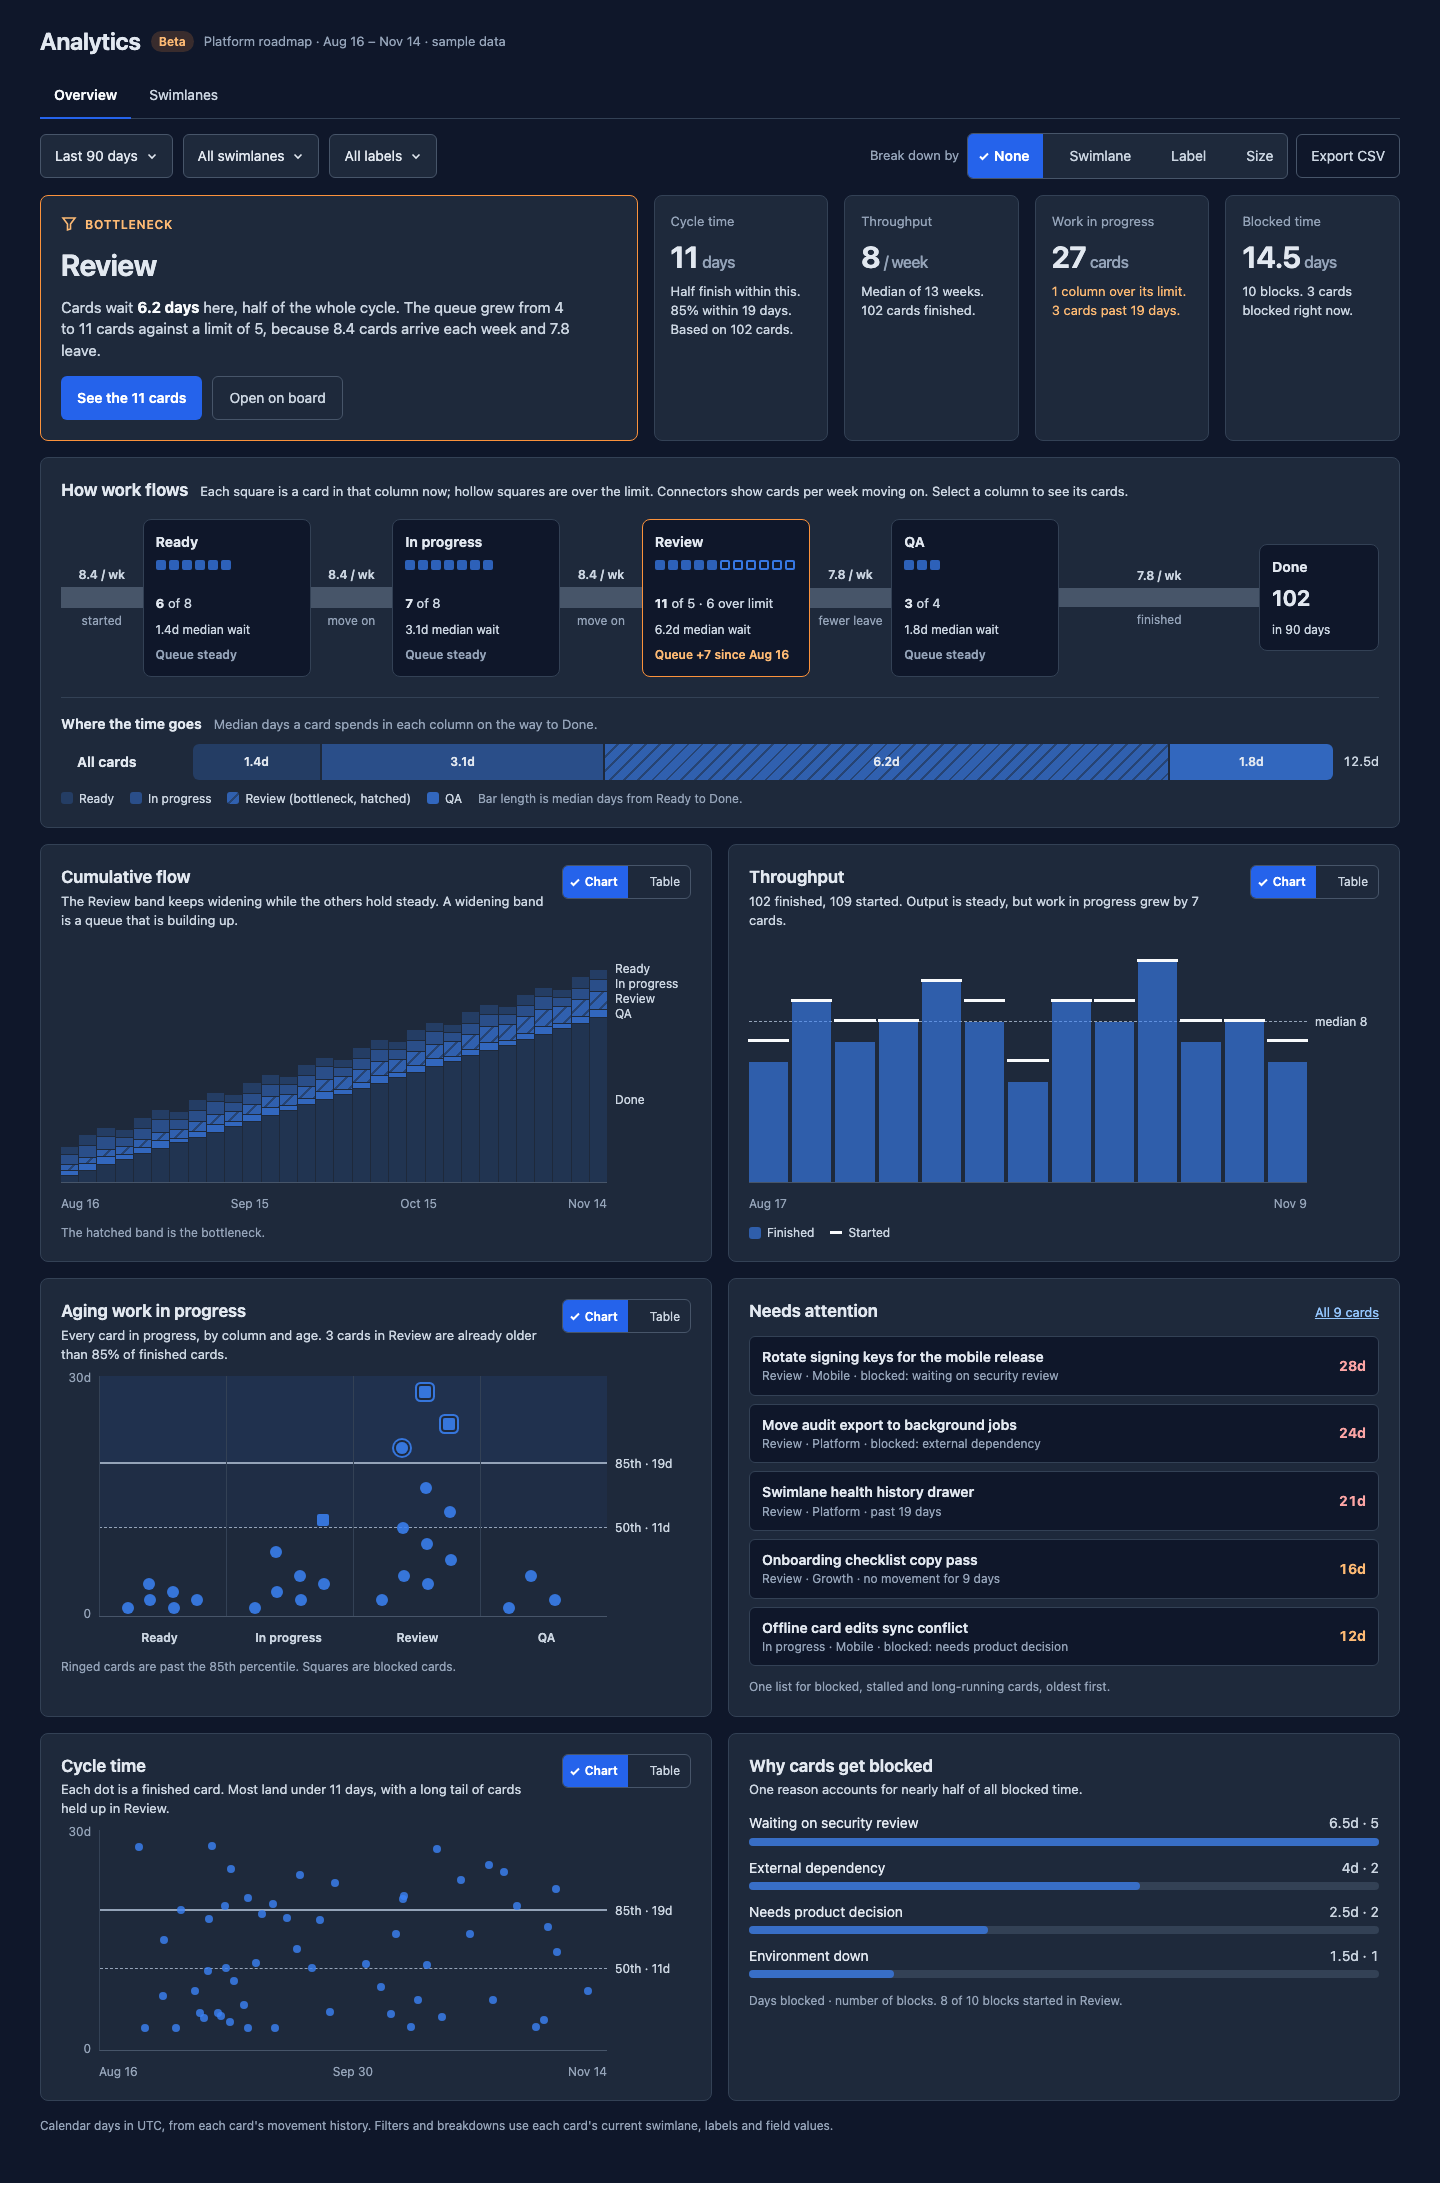 Analytics Beta Platform roadmap · Aug 16 – Nov 14 · sample data
Overview Swimlanes
Last 90 days All swimlanes All labels Break down by None Swimlane Label Size Export CSV
BOTTLENECK
Review
Cards wait 6.2 days here, half of the whole cycle. The queue grew from 4
to 11 cards against a limit of 5, because 8.4 cards arrive each week and 7.8
leave.
See the 11 cards Open on board
Cycle time
11 days
Half finish within this.
85% within 19 days.
Based on 102 cards.
Throughput
8 / week
Median of 13 weeks.
102 cards finished.
Work in progress
27 cards
1 column over its limit.
3 cards past 19 days.
Blocked time
14.5 days
10 blocks. 3 cards
blocked right now.
How work flows Each square is a card in that column now; hollow squares are over the limit. Connectors show cards per week moving on. Select a column to see its cards.
8.4 / wk
started
Ready
6 of 8
1.4d median wait
Queue steady
8.4 / wk
move on
In progress
7 of 8
3.1d median wait
Queue steady
8.4 / wk
move on
Review
11 of 5 · 6 over limit
6.2d median wait
Queue +7 since Aug 16
7.8 / wk
fewer leave
QA
3 of 4
1.8d median wait
Queue steady
7.8 / wk
finished
Done
102
in 90 days
Where the time goes Median days a card spends in each column on the way to Done.
All cards 1.4d 3.1d 6.2d 1.8d 12.5d
Ready In progress Review (bottleneck, hatched) QA Bar length is median days from Ready to Done.
Cumulative flow
Chart Table
The Review band keeps widening while the others hold steady. A widening band
is a queue that is building up.
Ready
In progress
Review
QA
Done
Aug 16 Sep 15 Oct 15 Nov 14
The hatched band is the bottleneck.
Throughput
Chart Table
102 finished, 109 started. Output is steady, but work in progress grew by 7
cards.
median 8
Aug 17 Nov 9
Finished Started
Aging work in progress
Chart Table
Every card in progress, by column and age. 3 cards in Review are already older
than 85% of finished cards.
30d
85th · 19d
50th · 11d
0
Ready In progress Review QA
Ringed cards are past the 85th percentile. Squares are blocked cards.
Needs attention All 9 cards
Rotate signing keys for the mobile release
Review · Mobile · blocked: waiting on security review
28d
Move audit export to background jobs
Review · Platform · blocked: external dependency
24d
Swimlane health history drawer
Review · Platform · past 19 days
21d
Onboarding checklist copy pass
Review · Growth · no movement for 9 days
16d
Offline card edits sync conflict
In progress · Mobile · blocked: needs product decision
12d
One list for blocked, stalled and long-running cards, oldest first.
Cycle time
Chart Table
Each dot is a finished card. Most land under 11 days, with a long tail of cards
held up in Review.
30d
85th · 19d
50th · 11d
0
Aug 16 Sep 30 Nov 14
Why cards get blocked
One reason accounts for nearly half of all blocked time.
Waiting on security review 6.5d · 5
External dependency 4d · 2
Needs product decision 2.5d · 2
Environment down 1.5d · 1
Days blocked · number of blocks. 8 of 10 blocks started in Review.
Calendar days in UTC, from each card's movement history. Filters and breakdowns use each card's current swimlane, labels and field values.